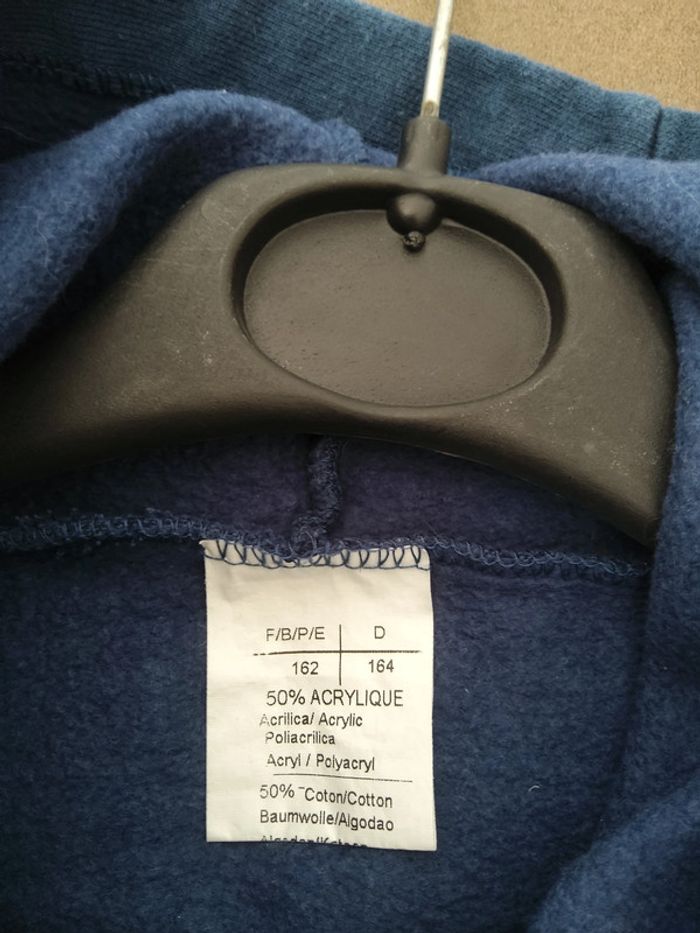 F/B/P/E D
162 164
50% ACRYLIQUE
Acrilica/ Acrylic
Poliacrilica
Acryl / Polyacryl
50% Coton/Cotton
Baumwolle/Algodao